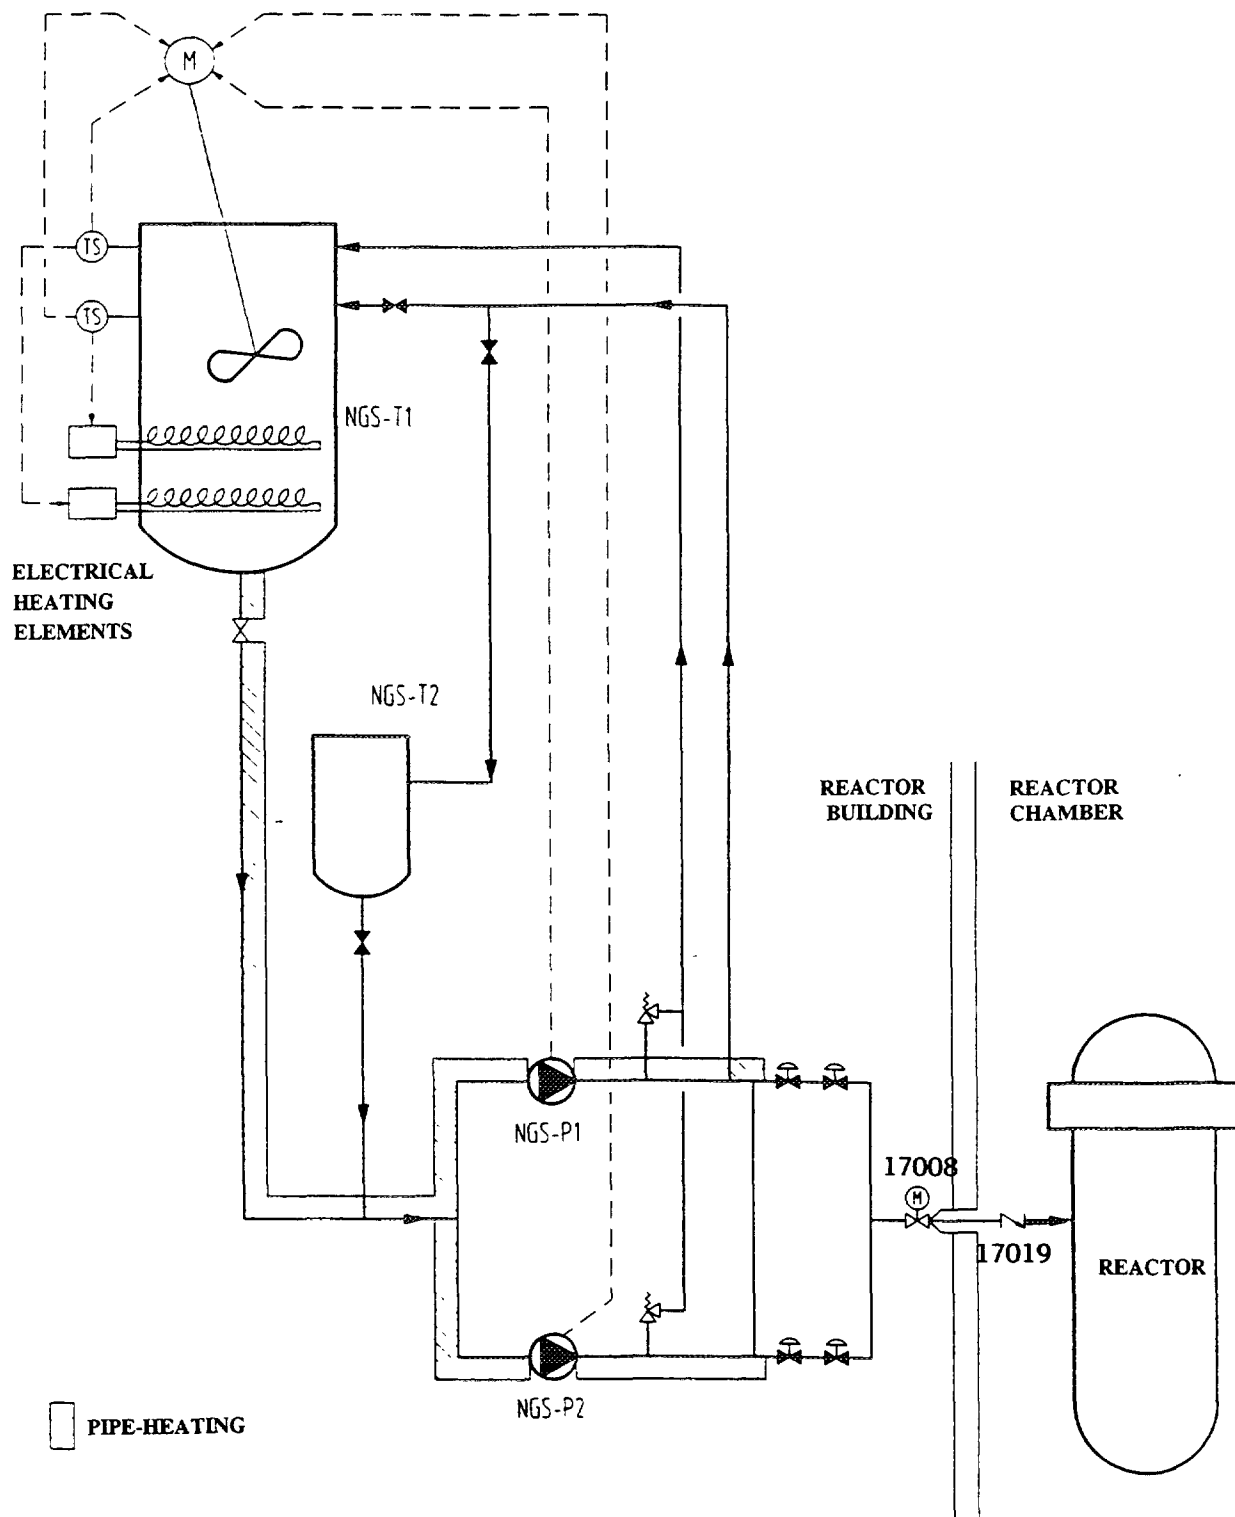 M
TS
TS
NGS-T1
ELECTRICAL
HEATING
ELEMENTS
NGS-T2
REACTOR
BUILDING
REACTOR
CHAMBER
NGS-P1
17008
M
17019
REACTOR
NGS-P2
PIPE-HEATING